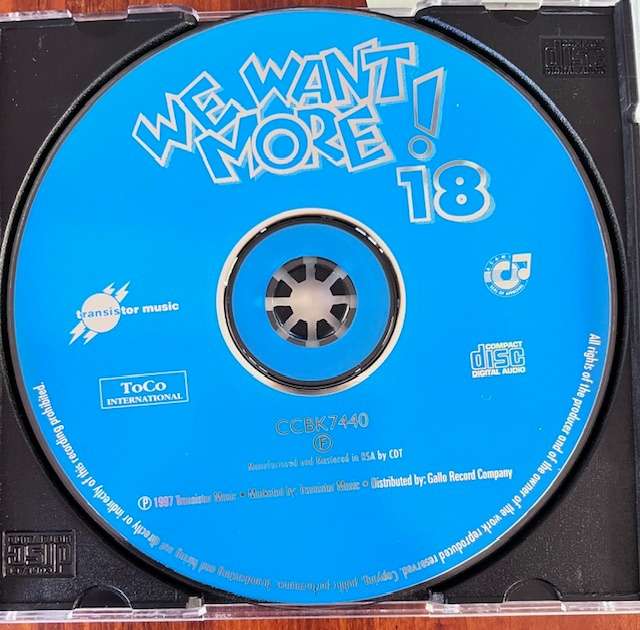 WE WANT
MORE!
18
transistor music
COMPACT
disc
DIGITAL AUDIO
ToCo
INTERNATIONAL
CCBK7440
Ⓕ
Manufactured and Mastered in RSA by CDT
Ⓟ 1997 Transistor Music • Marketed by: Transistor Music • Distributed by: Gallo Record Company
All rights of the producer and of the owner of the work reproduced reserved. Copying, public performance, broadcasting and hiring out directly or indirectly of this recording prohibited.